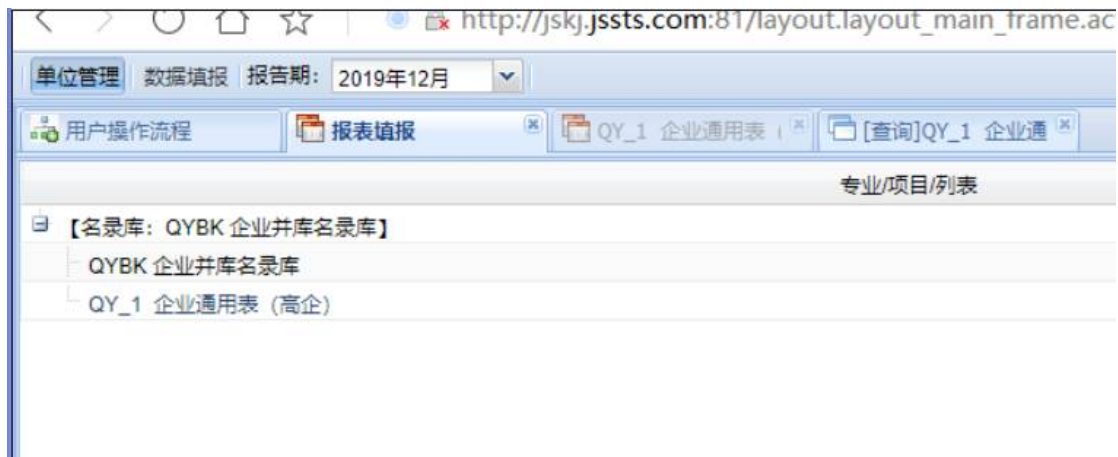 http://jskj.jssts.com:81/layout.layout_main_frame.ac
单位管理 数据填报 报告期： 2019年12月
用户操作流程 报表填报 QY_1 企业通用表（ [查询]QY_1 企业通
专业/项目/列表
【名录库：QYBK 企业并库名录库】
QYBK 企业并库名录库
QY_1 企业通用表（高企）